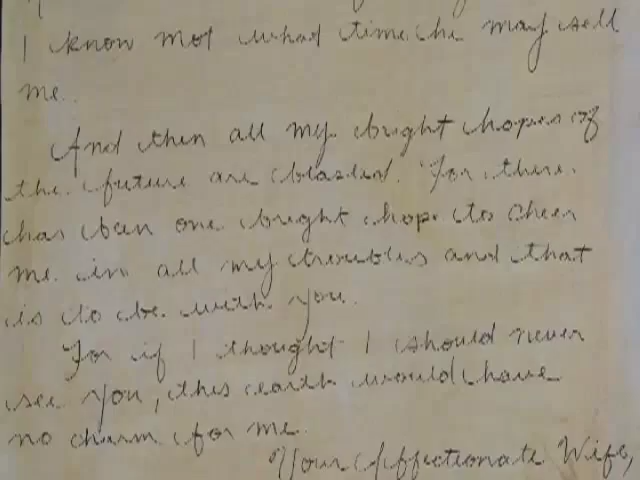 I know not what time he may sell
me.
And then all my bright hopes of
the future are blasted. For there
has been one bright hope to cheer
me in all my troubles and that
is to be with you.
For if I thought I should never
see you, this earth would have
no charm for me.
Your Affectionate Wife,